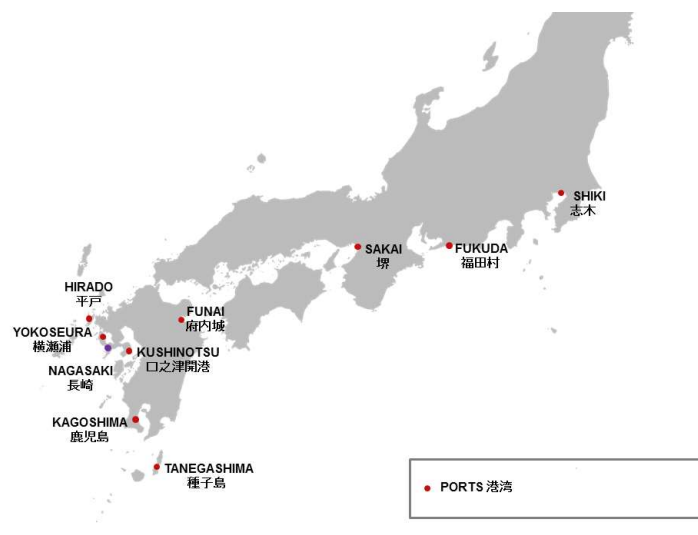 SHIKI
志木
SAKAI
堺
FUKUDA
福田村
HIRADO
平戸
FUNAI
府内城
YOKOSEURA
横瀬浦
KUSHINOTSU
口之津開港
NAGASAKI
長崎
KAGOSHIMA
鹿児島
TANEGASHIMA
種子島
PORTS 港湾